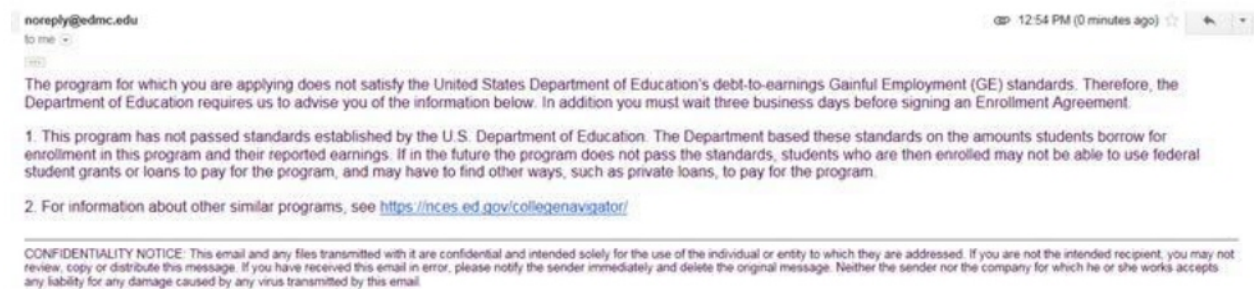 noreply@edmc.edu 12:54 PM (0 minutes ago)
to me
The program for which you are applying does not satisfy the United States Department of Education's debt-to-earnings Gainful Employment (GE) standards. Therefore, the
Department of Education requires us to advise you of the information below. In addition you must wait three business days before signing an Enrollment Agreement.
1. This program has not passed standards established by the U.S. Department of Education. The Department based these standards on the amounts students borrow for
enrollment in this program and their reported earnings. If in the future the program does not pass the standards, students who are then enrolled may not be able to use federal
student grants or loans to pay for the program, and may have to find other ways, such as private loans, to pay for the program.
2. For information about other similar programs, see https://nces.ed.gov/collegenavigator/
CONFIDENTIALITY NOTICE: This email and any files transmitted with it are confidential and intended solely for the use of the individual or entity to which they are addressed. If you are not the intended recipient, you may not
review, copy or distribute this message. If you have received this email in error, please notify the sender immediately and delete the original message. Neither the sender nor the company for which he or she works accepts
any liability for any damage caused by any virus transmitted by this email.